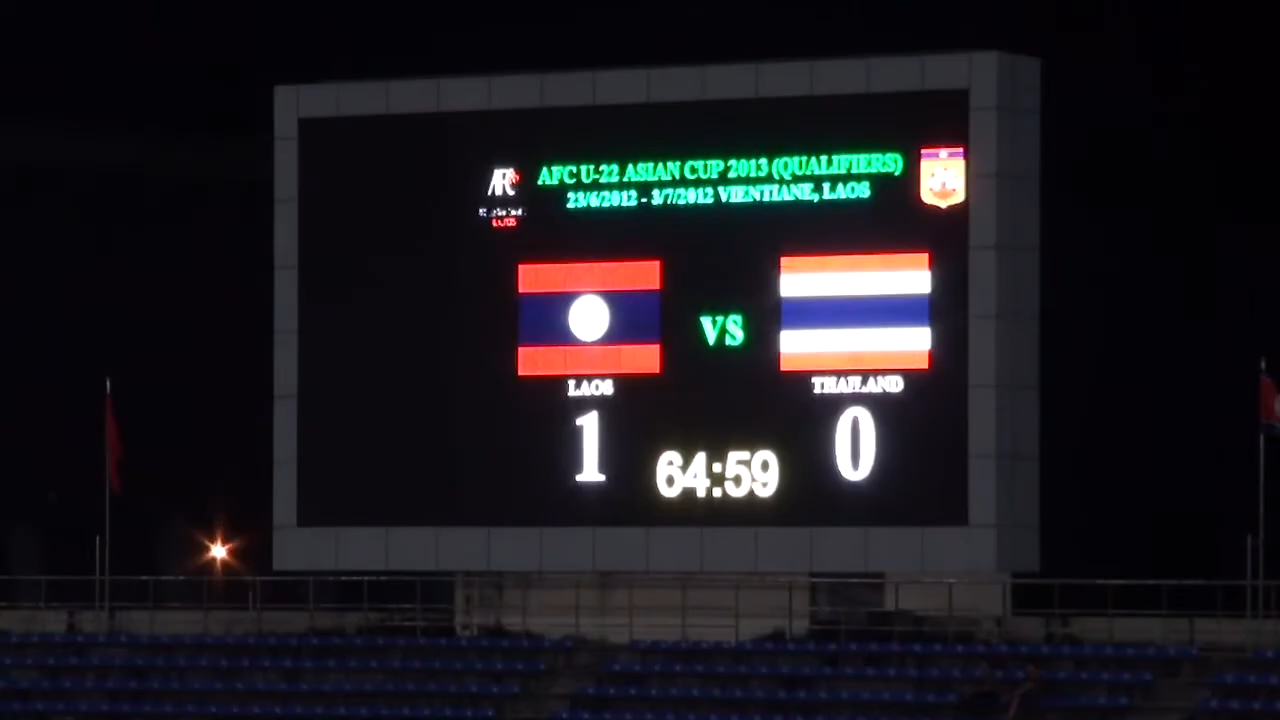 AFC U-22 ASIAN CUP 2013 (QUALIFIERS)
23/6/2012 - 3/7/2012 VIENTIANE, LAOS
AFC
VS
LAOS
THAILAND
1
0
64:59